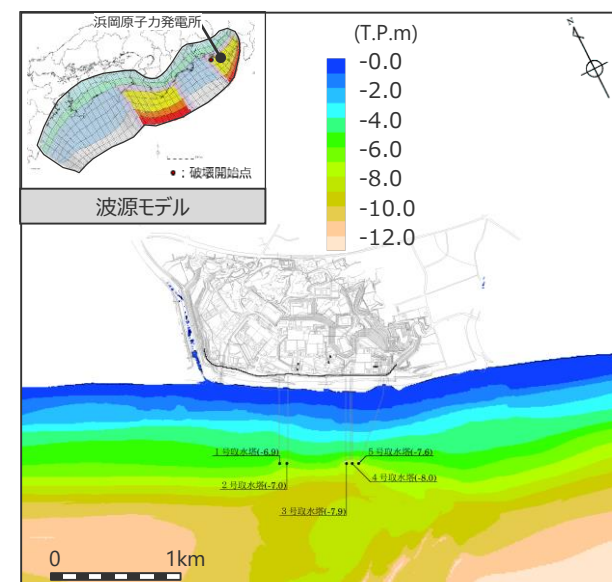 浜岡原子力発電所
●：破壊開始点
波源モデル
(T.P.m)
N
-0.0
-2.0
-4.0
-6.0
-8.0
-10.0
-12.0
1号取水塔(-6.9)
5号取水塔(-7.6)
2号取水塔(-7.0)
4号取水塔(-8.0)
3号取水塔(-7.9)
0 1km